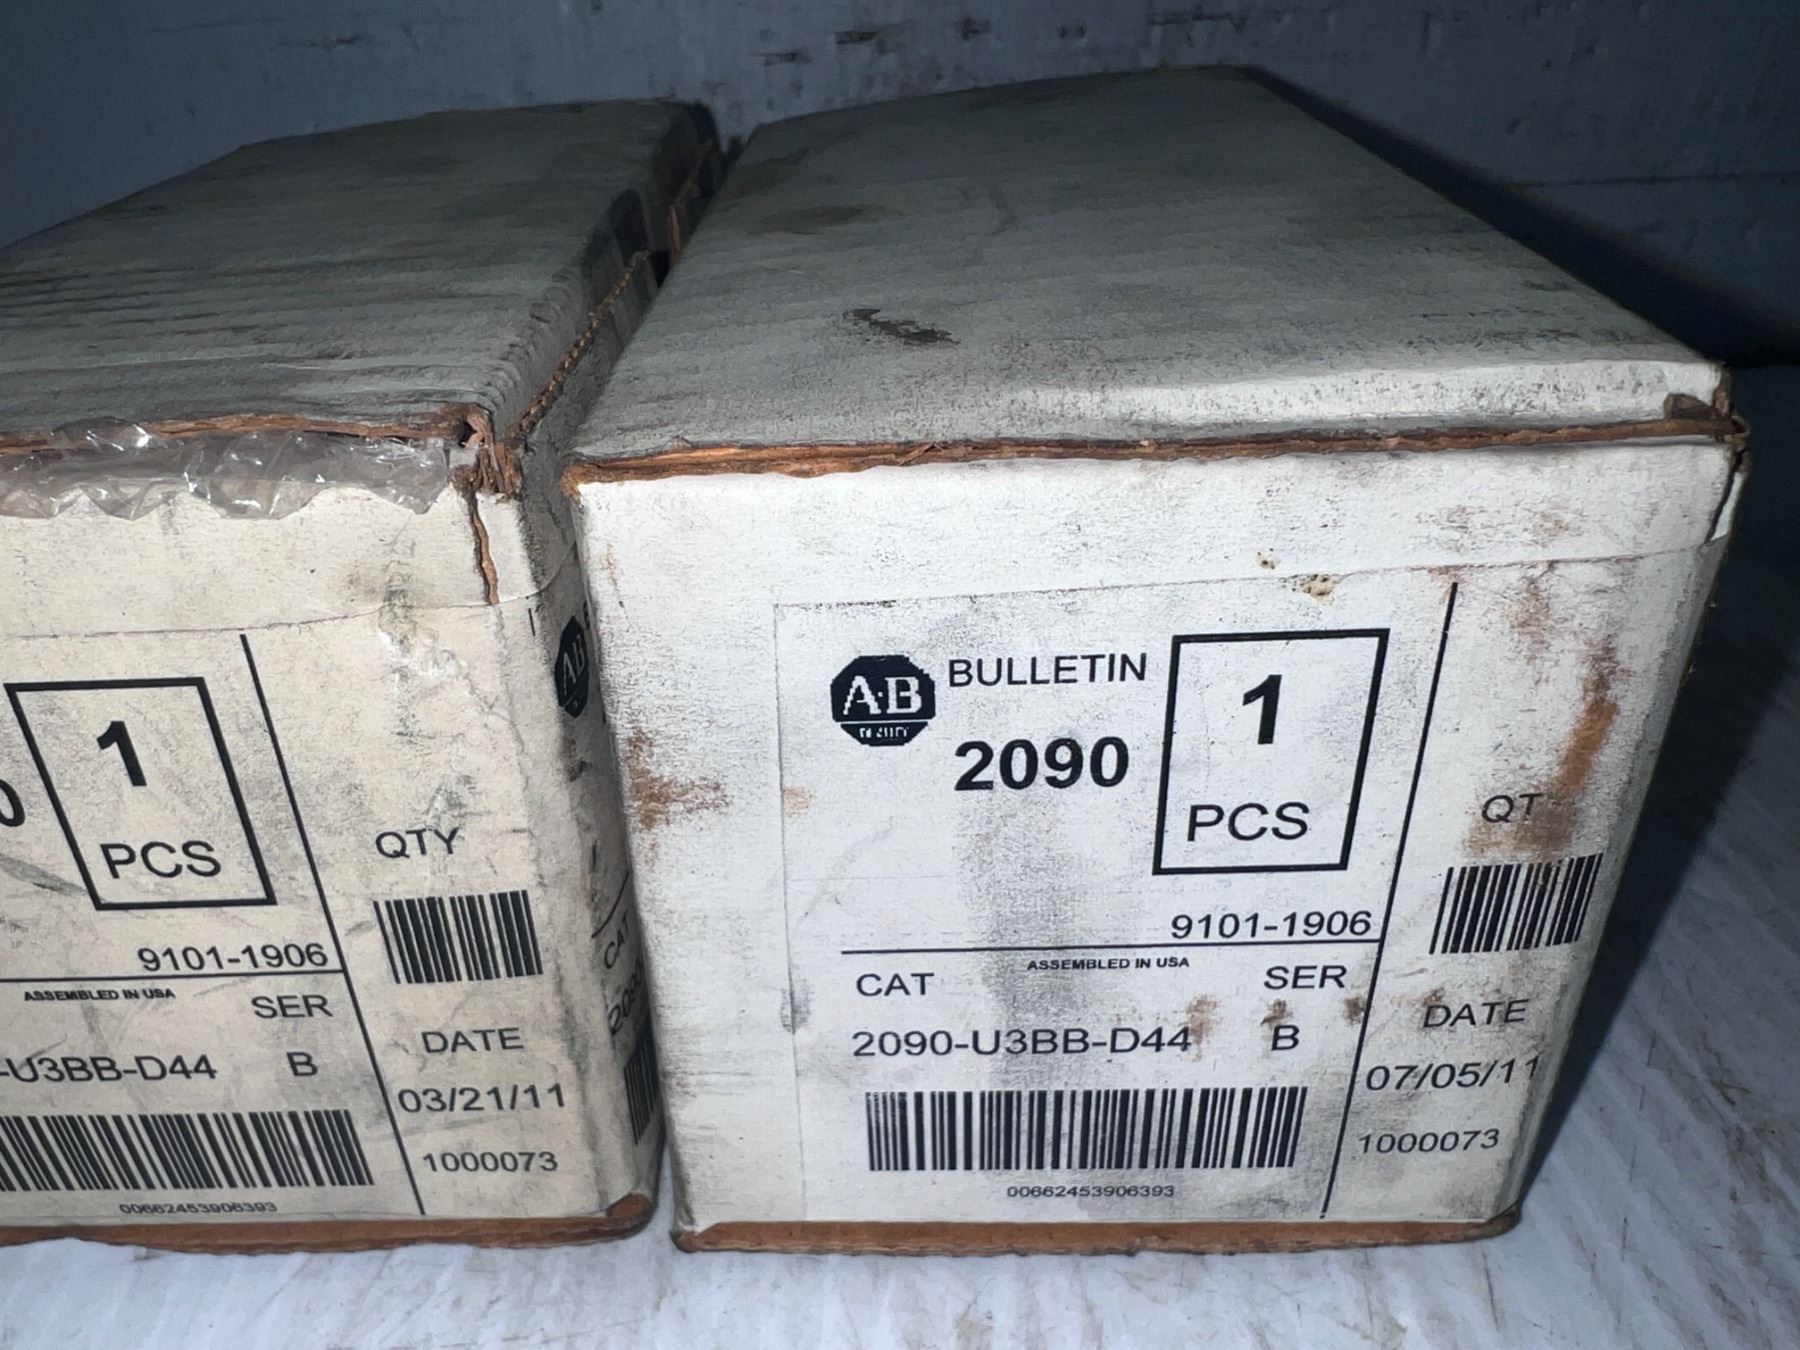 1
PCS
QTY
9101-1906
ASSEMBLED IN USA
SER
-U3BB-D44
B
DATE
03/21/11
1000073
00662453906393
AB
CAT
A·B
BULLETIN
2090
1
PCS
QT
9101-1906
ASSEMBLED IN USA
CAT
SER
2090-U3BB-D44
B
DATE
07/05/11
1000073
00662453906393